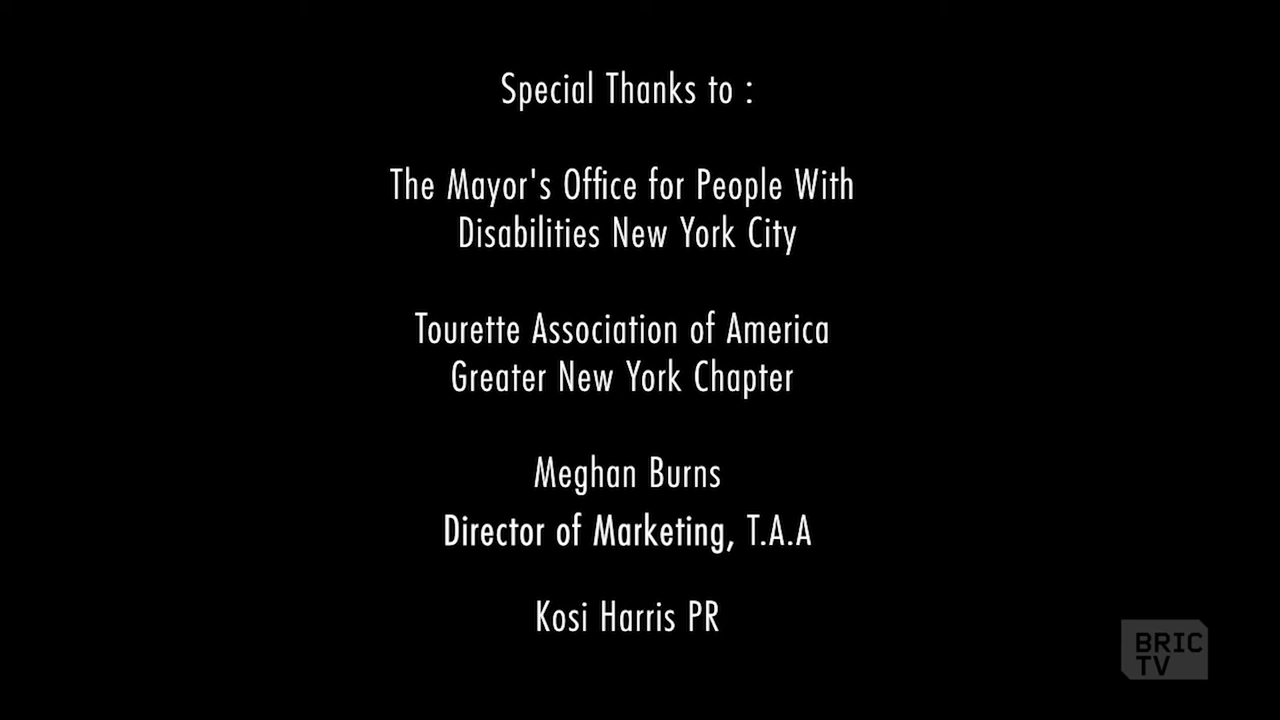 Special Thanks to :
The Mayor's Office for People With
Disabilities New York City
Tourette Association of America
Greater New York Chapter
Meghan Burns
Director of Marketing, T.A.A
Kosi Harris PR
BRIC
TV